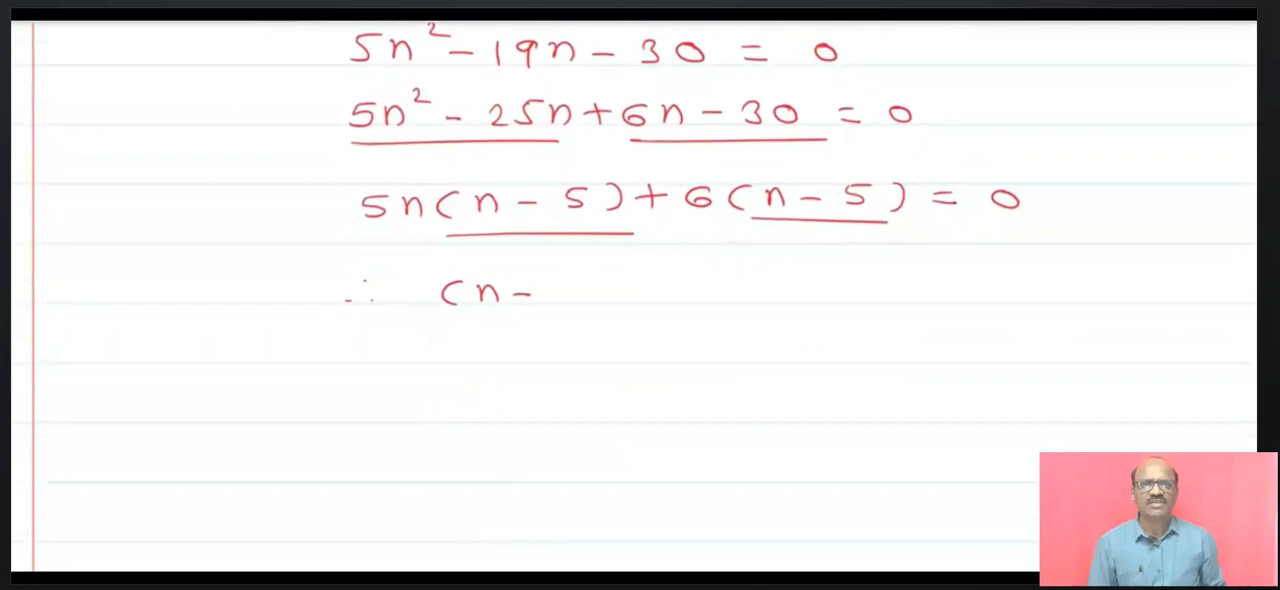 5n² - 19n - 30 = 0
5n² - 25n + 6n - 30 = 0
5n(n - 5) + 6(n - 5) = 0
∴ (n -